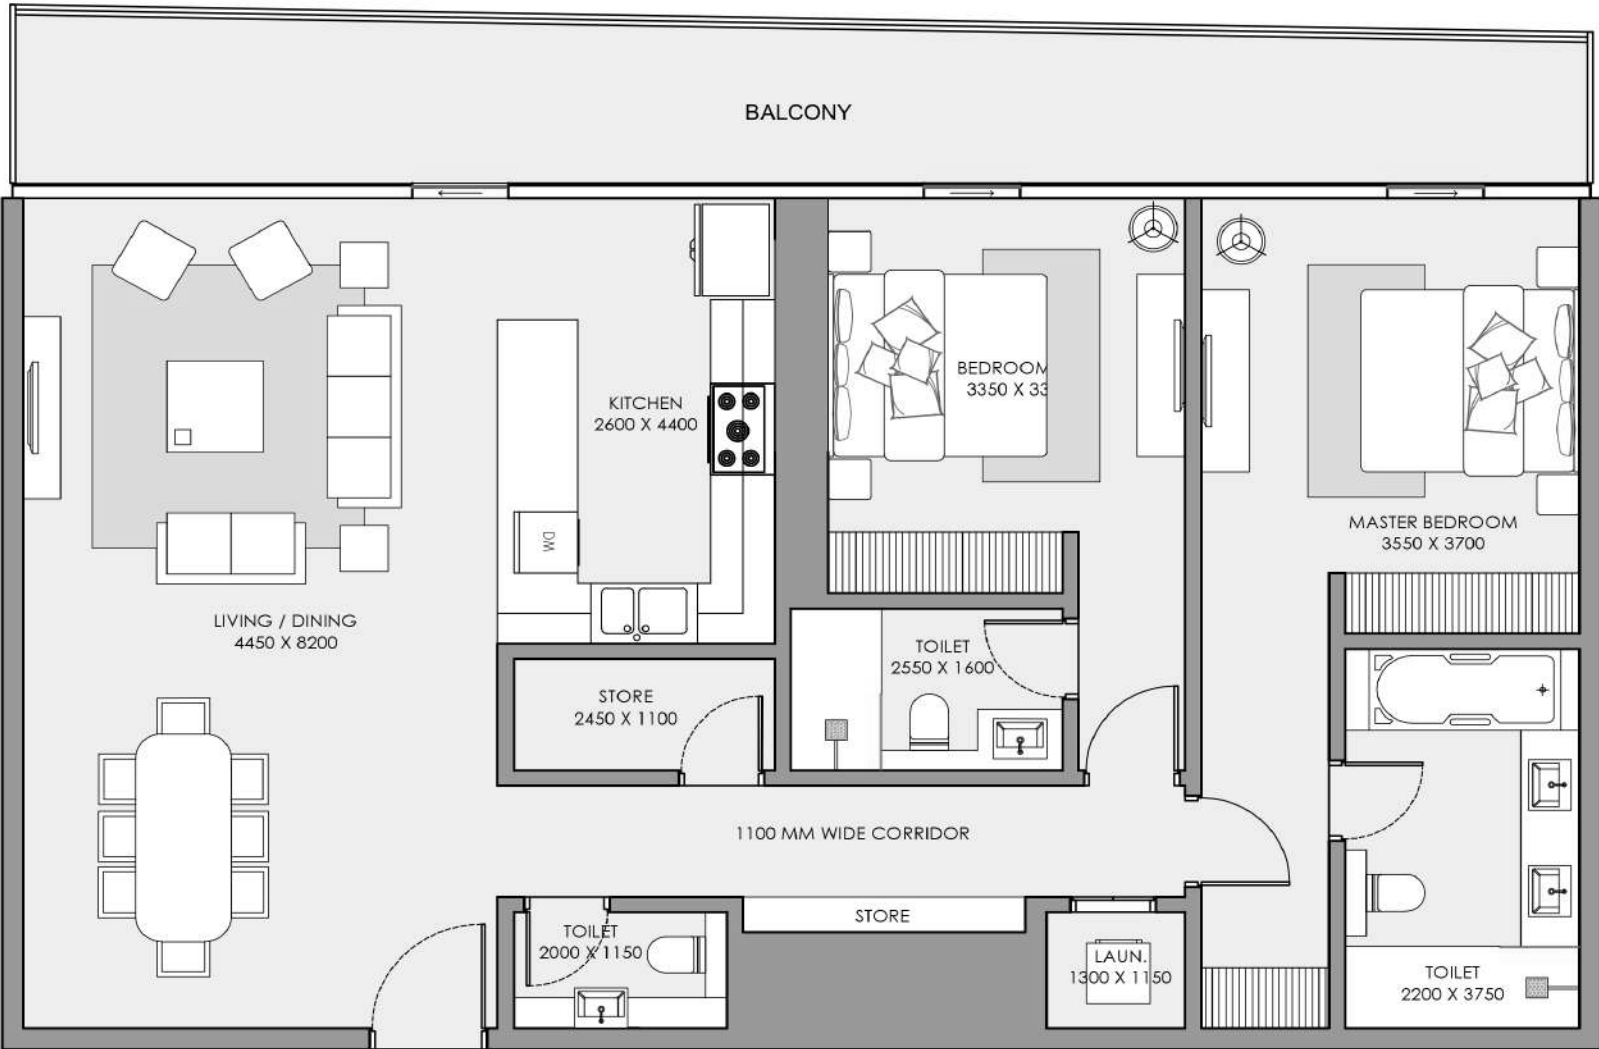 BALCONY
KITCHEN
2600 X 4400
BEDROOM
3350 X 33
MASTER BEDROOM
3550 X 3700
DW
LIVING / DINING
4450 X 8200
TOILET
2550 X 1600
STORE
2450 X 1100
1100 MM WIDE CORRIDOR
STORE
TOILET
2000 X 1150
LAUN.
1300 X 1150
TOILET
2200 X 3750